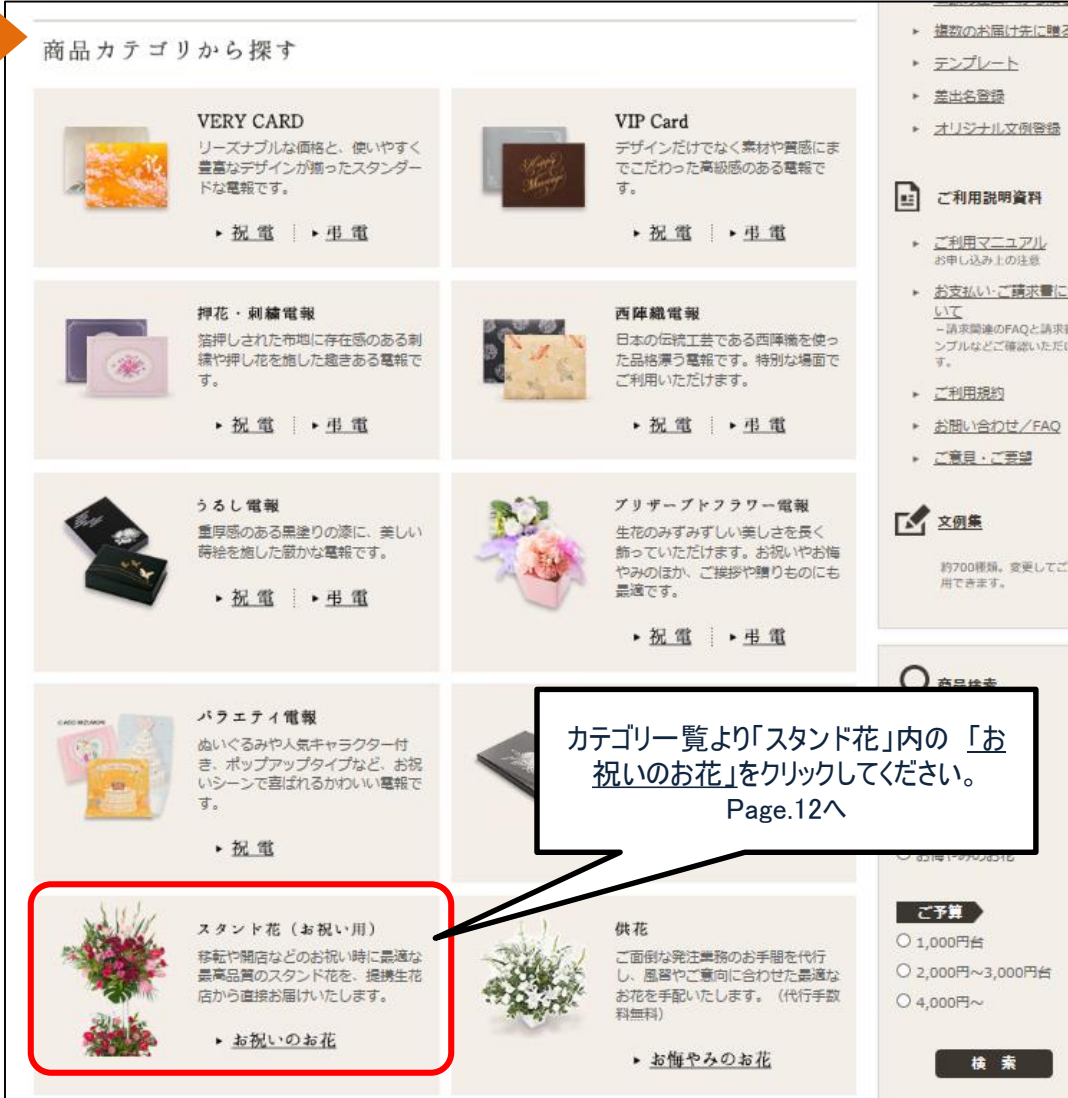 商品カテゴリから探す
VERY CARD
リーズナブルな価格と、使いやすく
豊富なデザインが揃ったスタンダー
ドな電報です。
▶ 祝 電 ▶ 弔 電
VIP Card
デザインだけでなく素材や質感にま
でこだわった高級感のある電報で
す。
▶ 祝 電 ▶ 弔 電
押花・刺繍電報
箔押しされた布地に存在感のある刺
繍や押し花を施した趣きある電報で
す。
▶ 祝 電 ▶ 弔 電
西陣織電報
日本の伝統工芸である西陣織を使っ
た品格漂う電報です。特別な場面で
ご利用いただけます。
▶ 祝 電 ▶ 弔 電
うるし電報
重厚感のある黒塗りの漆に、美しい
蒔絵を施した厳かな電報です。
▶ 祝 電 ▶ 弔 電
プリザーブドフラワー電報
生花のみずみずしい美しさを長く
飾っていただけます。お祝いやお悔
やみのほか、ご挨拶や贈りものにも
最適です。
▶ 祝 電 ▶ 弔 電
バラエティ電報
ぬいぐるみや人気キャラクター付
き、ポップアップタイプなど、お祝
いシーンで喜ばれるかわいい電報で
す。
▶ 祝 電
カテゴリー覧より「スタンド花」内の 「お
祝いのお花」をクリックしてください。
Page.12へ
スタンド花（お祝い用）
移転や開店などのお祝い時に最適な
最高品質のスタンド花を、提携生花
店から直接お届けいたします。
▶ お祝いのお花
供花
ご面倒な発注業務のお手間を代行
し、風習やご意向に合わせた最適な
お花を手配いたします。（代行手数
料無料）
▶ お悔やみのお花
▶ 複数のお届け先に贈る
▶ テンプレート
▶ 差出名登録
▶ オリジナル文例登録
ご利用説明資料
▶ ご利用マニュアル
お申し込み上の注意
▶ お支払い・ご請求書に
いて
－請求関連のFAQと請求
ンプルなどご確認いただけ
す。
▶ ご利用規約
▶ お問い合わせ／FAQ
▶ ご意見・ご要望
文例集
約700種類。変更してご
用できます。
商品検索
お悔やみのお花
ご予算
1,000円台
2,000円～3,000円台
4,000円～
検 索